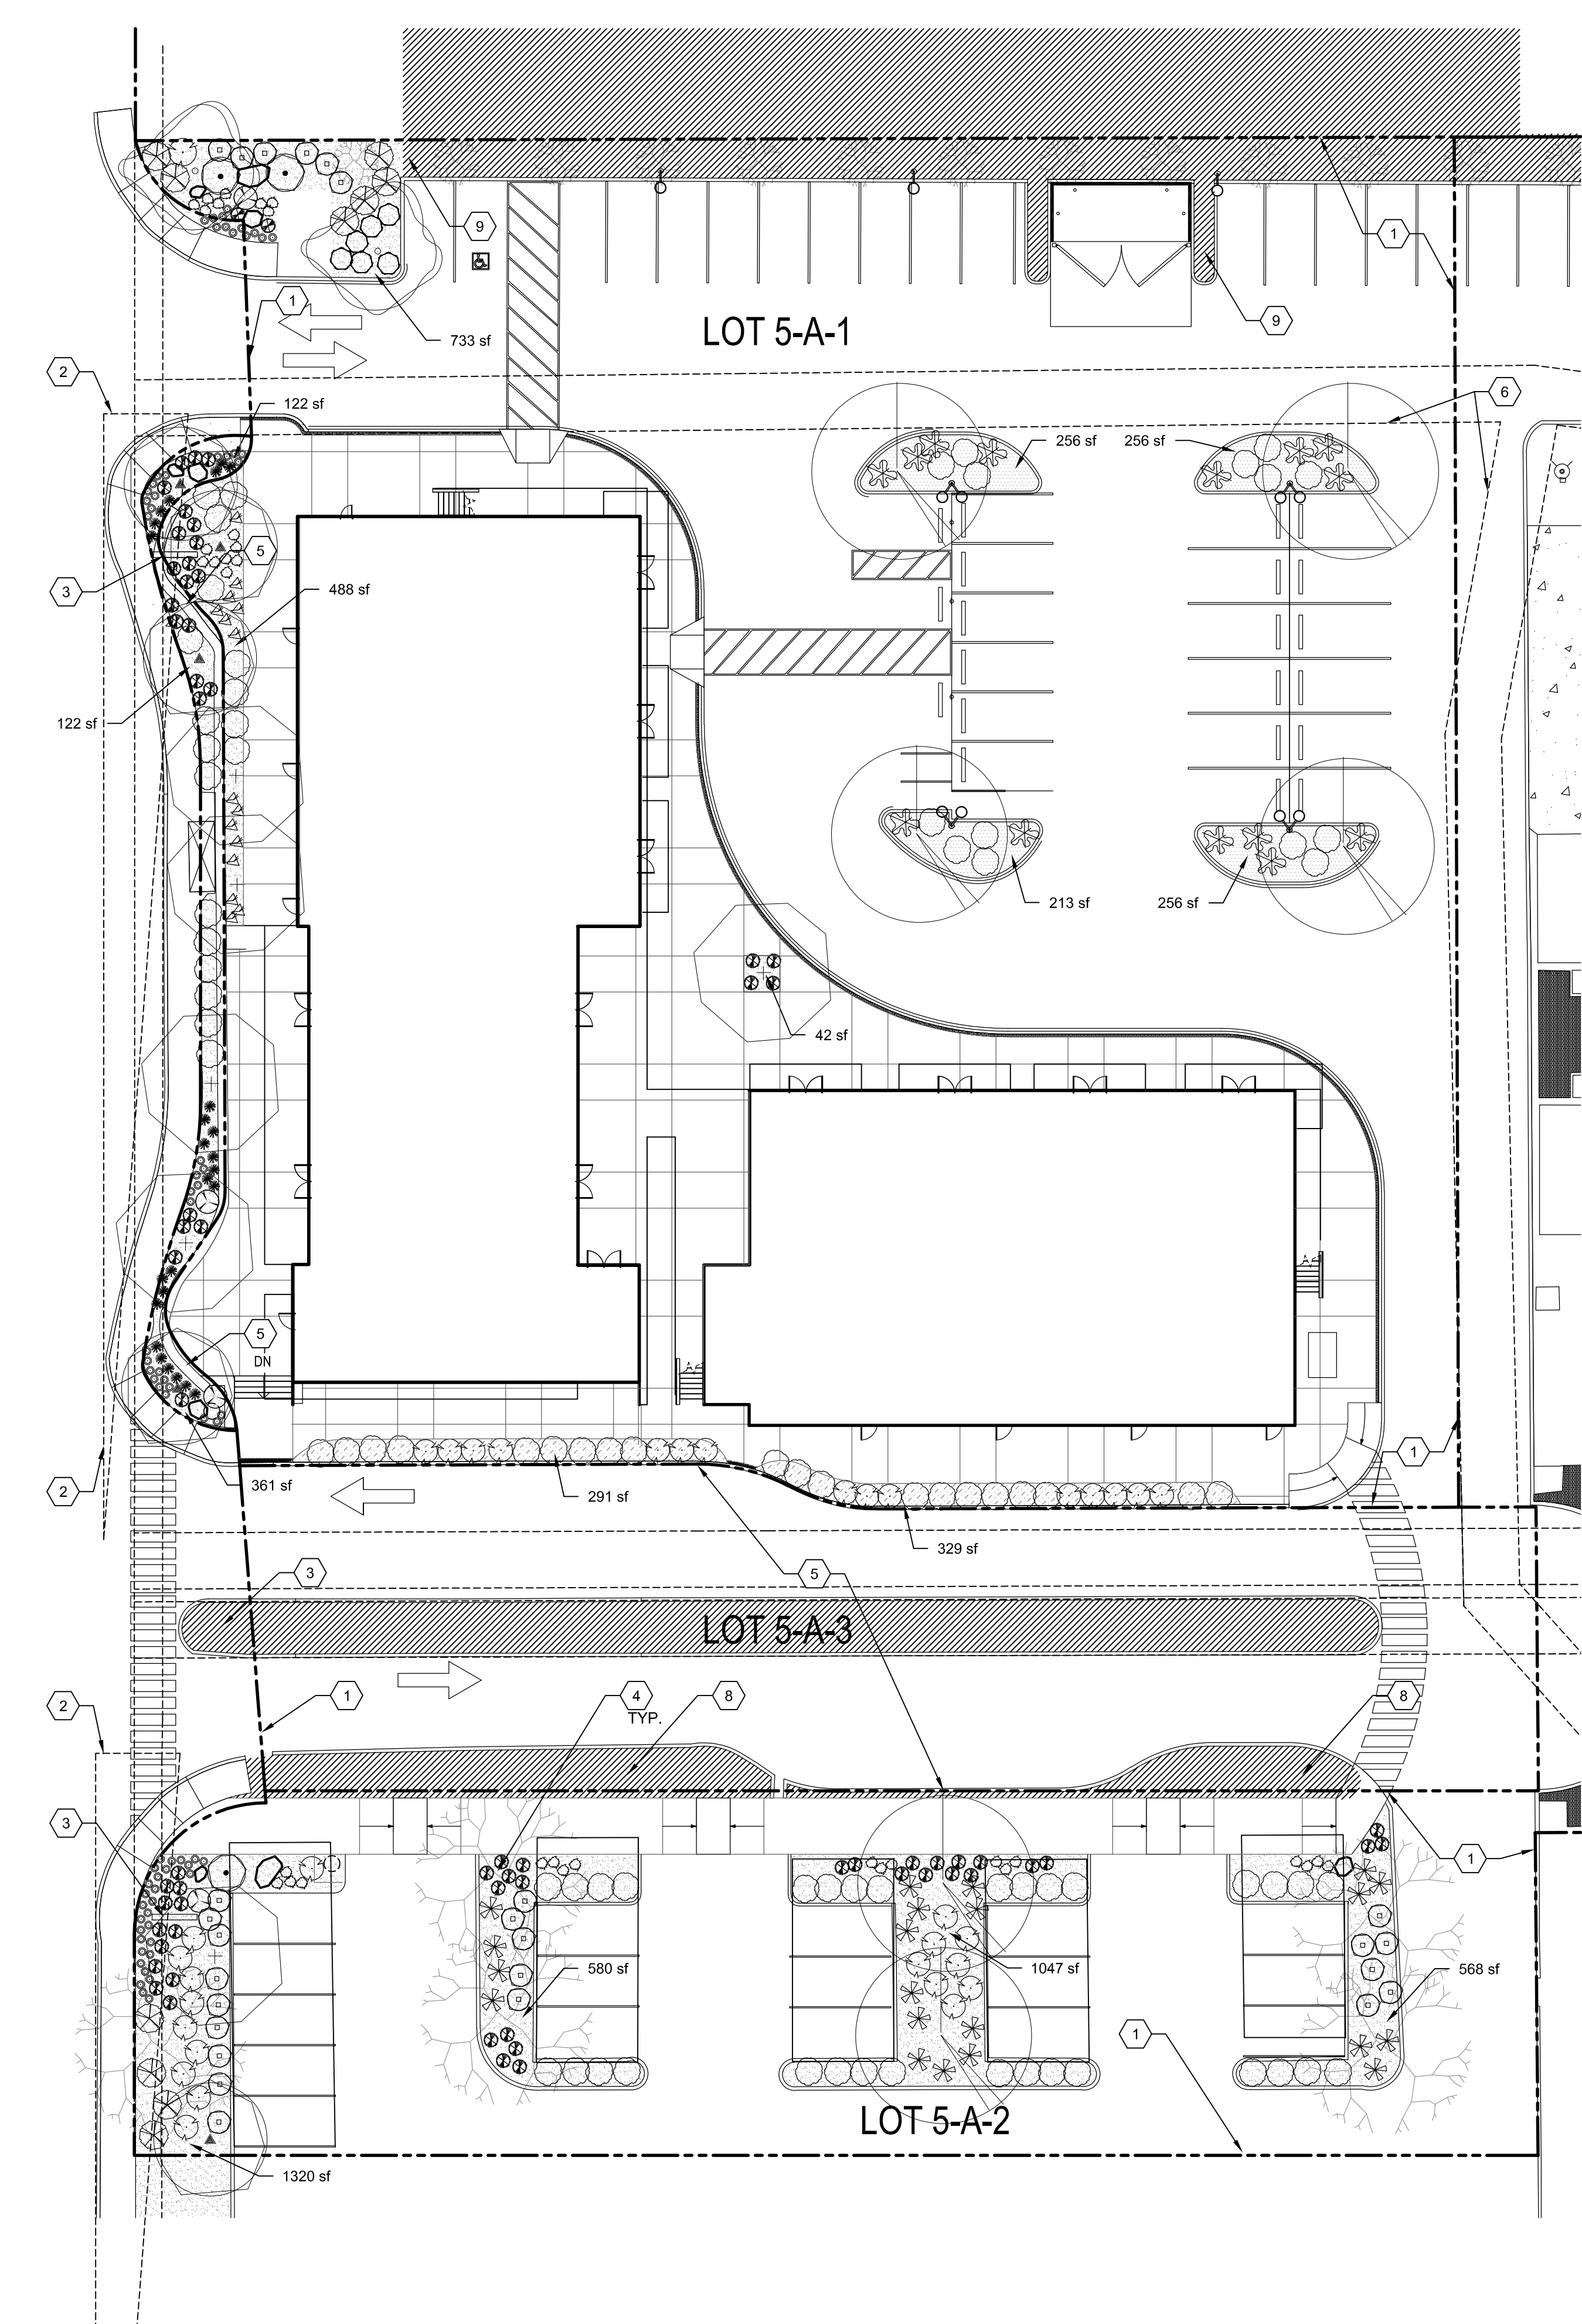 9
1
1
LOT 5-A-1
9
733 sf
2
6
122 sf
256 sf
256 sf
5
3
488 sf
122 sf
213 sf
256 sf
42 sf
5
DN
1
2
361 sf
291 sf
329 sf
3
5
LOT 5-A-3
2
1
4
TYP.
8
8
3
1
580 sf
1047 sf
568 sf
1
LOT 5-A-2
1320 sf